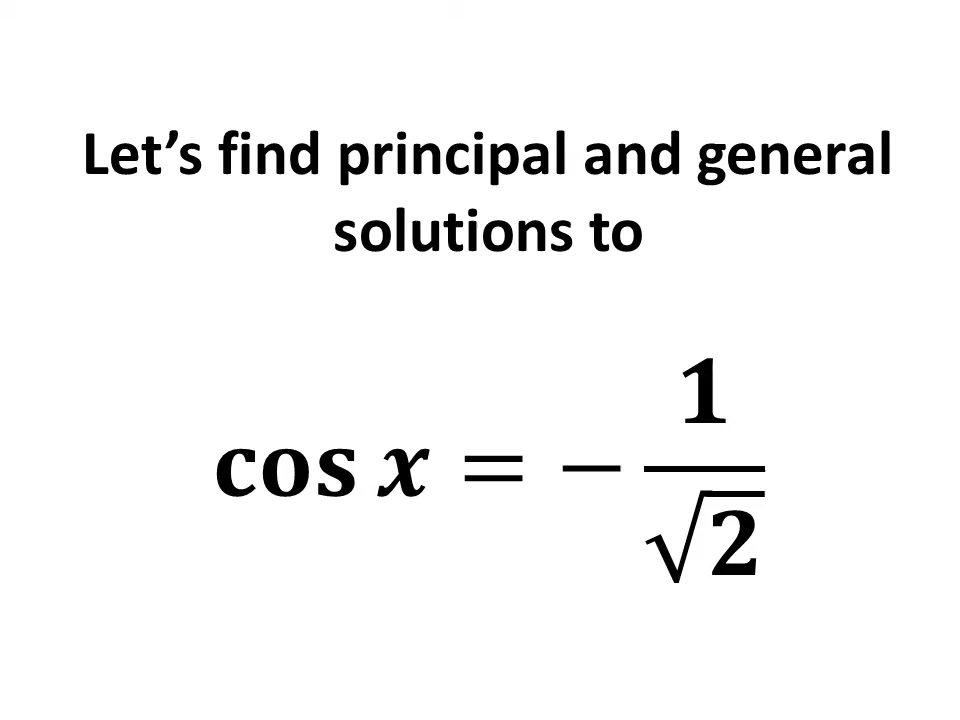 Let’s find principal and general
solutions to
cos x = − 1/√2